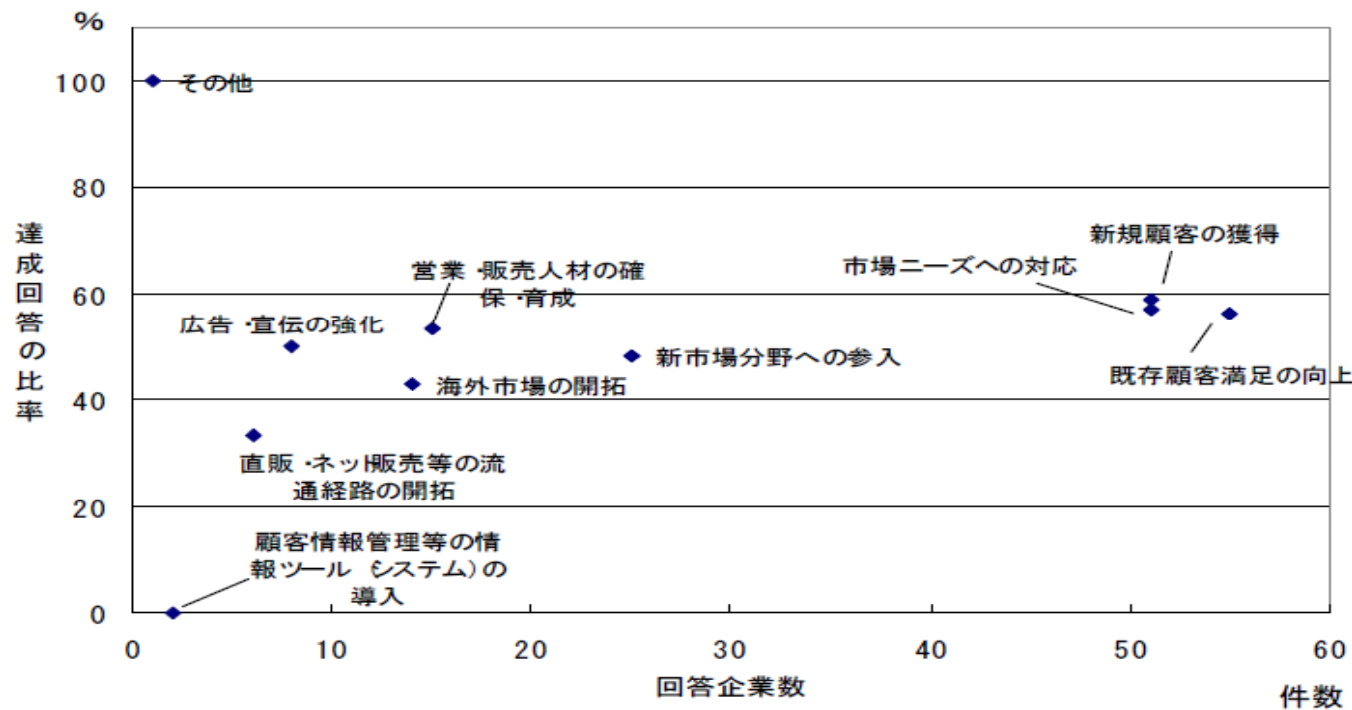 %
100
80
60
40
20
0
達成回答の比率
その他
新規顧客の獲得
市場ニーズへの対応
営業・販売人材の確
保・育成
広告・宣伝の強化
新市場分野への参入
既存顧客満足の向上
海外市場の開拓
直販・ネット販売等の流
通経路の開拓
顧客情報管理等の情
報ツール（システム）の
導入
0 10 20 30 40 50 60
回答企業数
件数